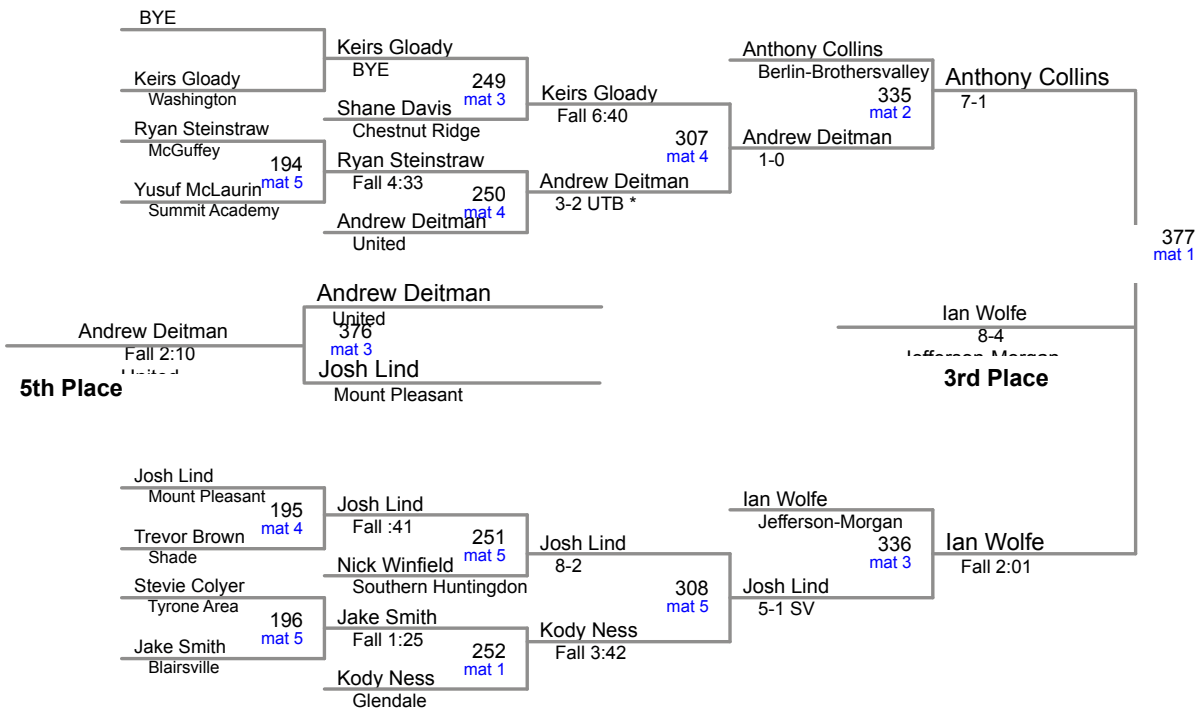 BYE
Keirs Gloady
Washington
Ryan Steinstraw
McGuffey
194
mat 5
Yusuf McLaurin
Summit Academy
Keirs Gloady
BYE
249
mat 3
Shane Davis
Chestnut Ridge
Ryan Steinstraw
Fall 4:33
250
mat 4
Andrew Deitman
United
Keirs Gloady
Fall 6:40
307
mat 4
Andrew Deitman
3-2 UTB *
Anthony Collins
Berlin-Brothersvalley
335
mat 2
Andrew Deitman
1-0
Anthony Collins
7-1
377
mat 1
Andrew Deitman
United
376
mat 3
Josh Lind
Mount Pleasant
Andrew Deitman
Fall 2:10
United
5th Place
Ian Wolfe
8-4
Jefferson-Morgan
3rd Place
Josh Lind
Mount Pleasant
195
mat 4
Trevor Brown
Shade
Stevie Colyer
Tyrone Area
196
mat 5
Jake Smith
Blairsville
Josh Lind
Fall :41
251
mat 5
Nick Winfield
Southern Huntingdon
Jake Smith
Fall 1:25
252
mat 1
Kody Ness
Glendale
Josh Lind
8-2
308
mat 5
Kody Ness
Fall 3:42
Ian Wolfe
Jefferson-Morgan
336
mat 3
Josh Lind
5-1 SV
Ian Wolfe
Fall 2:01